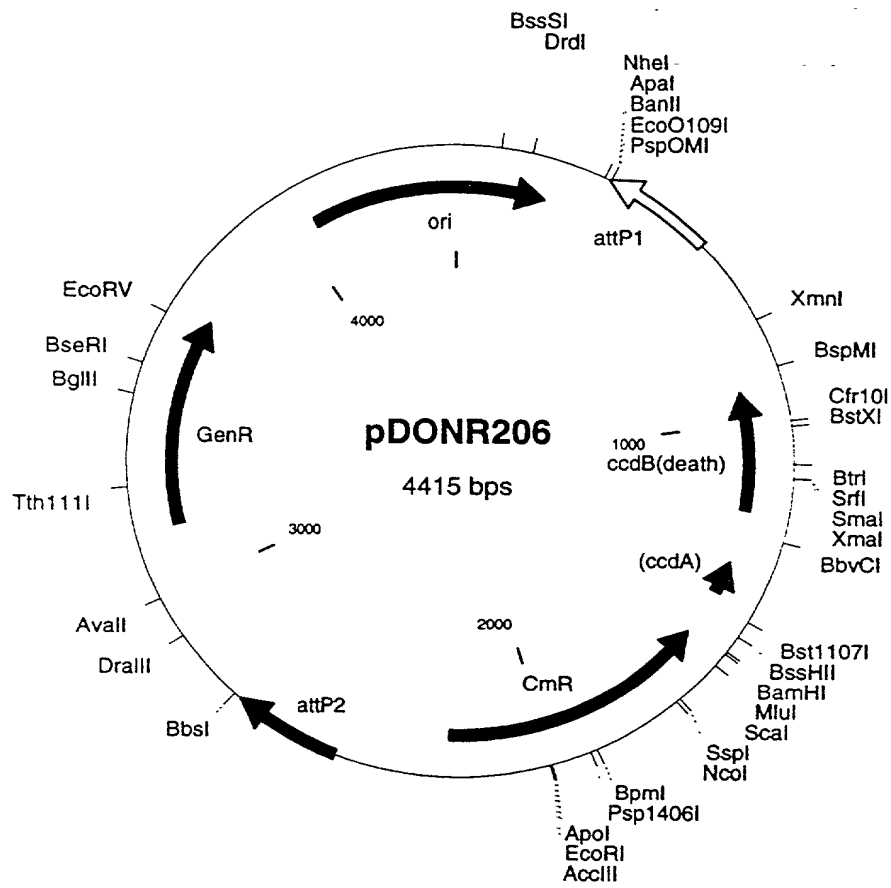 BssSI
DrdI
NheI
ApaI
BanII
EcoO109I
PspOMI
ori
attP1
4000
EcoRV
BseRI
BglII
GenR
XmnI
BspMI
Cfr10I
BstXI
pDONR206
4415 bps
1000
ccdB(death)
BtrI
SrfI
SmaI
XmaI
BbvCI
Tth111I
3000
(ccdA)
AvaII
DraIII
BbsI
attP2
2000
CmR
Bst1107I
BssHII
BamHI
MluI
ScaI
SspI
NcoI
BpmI
Psp1406I
ApoI
EcoRI
AccIII